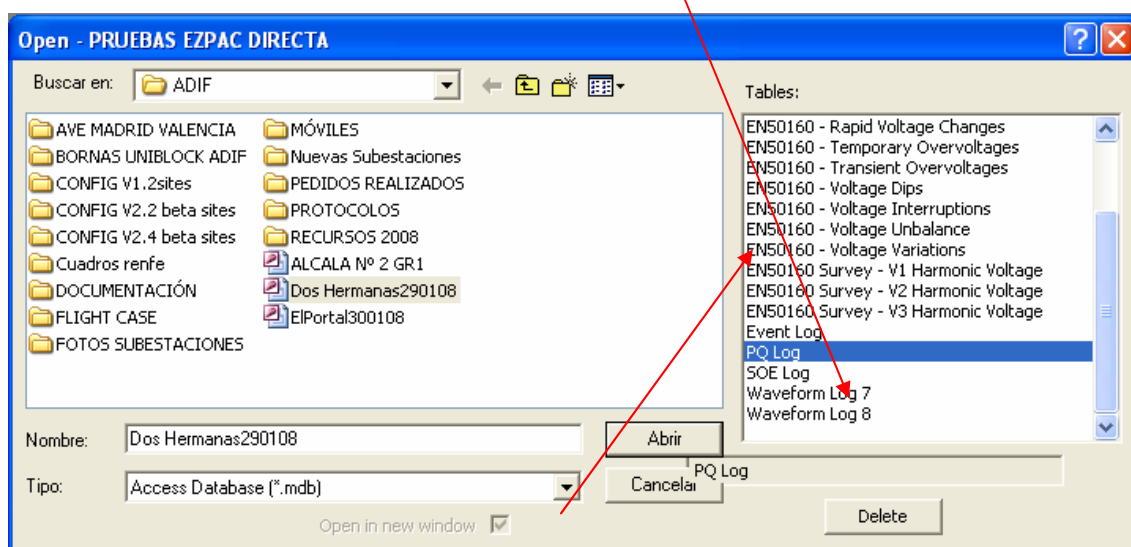 Open - PRUEBAS EZPAC DIRECTA
Buscar en:
ADIF
AVE MADRID VALENCIA
BORNAS UNIBLOCK ADIF
CONFIG V1.2sites
CONFIG V2.2 beta sites
CONFIG V2.4 beta sites
Cuadros renfe
DOCUMENTACIÓN
FLIGHT CASE
FOTOS SUBESTACIONES
MÓVILES
Nuevas Subestaciones
PEDIDOS REALIZADOS
PROTOCOLOS
RECURSOS 2008
ALCALA Nº 2 GR1
Dos Hermanas290108
ElPortal300108
Tables:
EN50160 - Rapid Voltage Changes
EN50160 - Temporary Overvoltages
EN50160 - Transient Overvoltages
EN50160 - Voltage Dips
EN50160 - Voltage Interruptions
EN50160 - Voltage Unbalance
EN50160 - Voltage Variations
EN50160 Survey - V1 Harmonic Voltage
EN50160 Survey - V2 Harmonic Voltage
EN50160 Survey - V3 Harmonic Voltage
Event Log
PQ Log
SOE Log
Waveform Log 7
Waveform Log 8
Nombre:
Dos Hermanas290108
Abrir
Tipo:
Access Database (*.mdb)
Cancelar
PQ Log
Open in new window
Delete